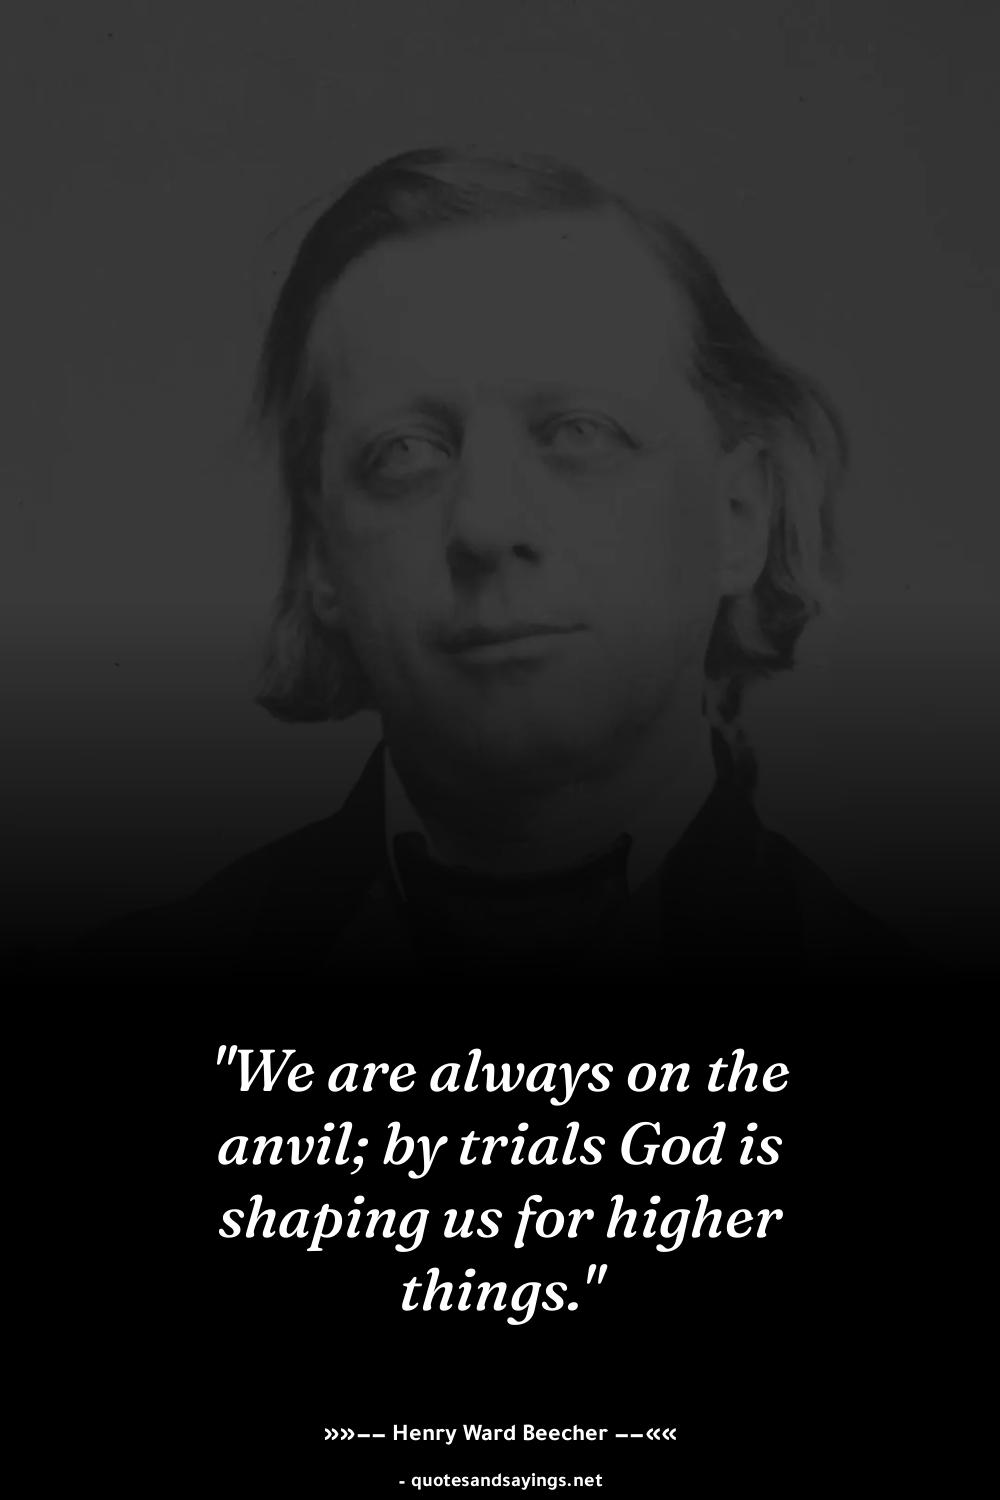 "We are always on the
anvil; by trials God is
shaping us for higher
things."
»»–– Henry Ward Beecher ––««
- quotesandsayings.net